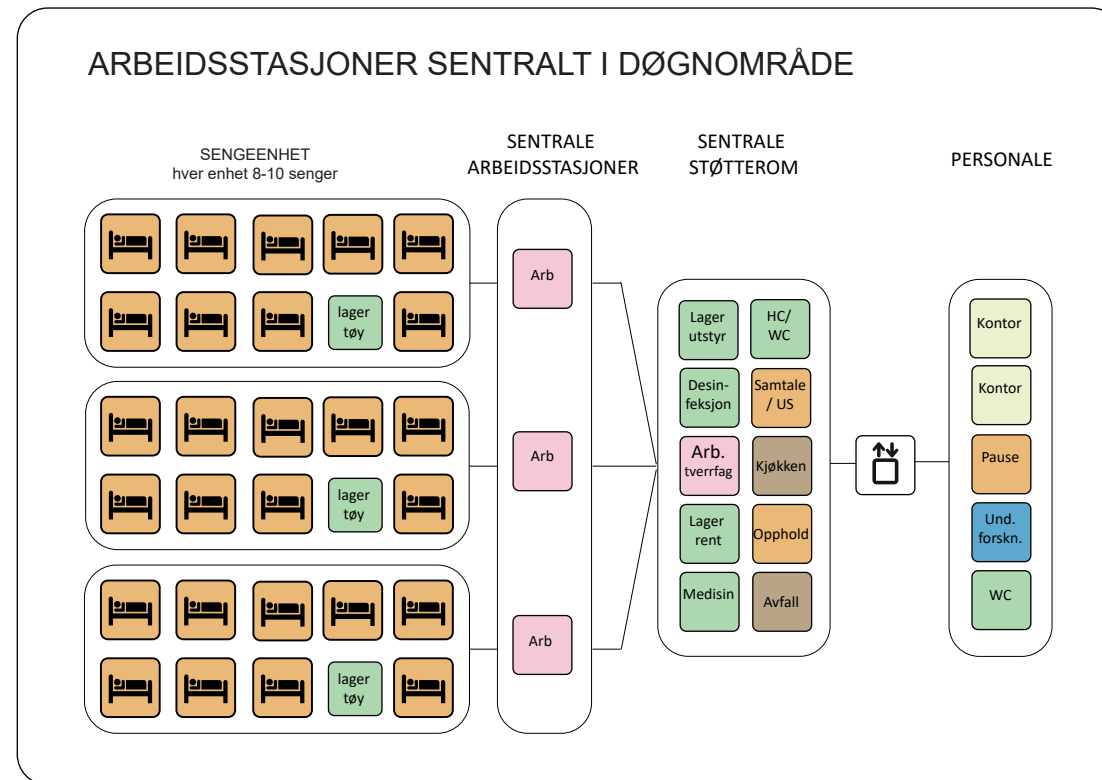 ARBEIDSSTASJONER SENTRALT I DØGNOMRÅDE
SENGEENHET
hver enhet 8-10 senger
SENTRALE
ARBEIDSSTASJONER
SENTRALE
STØTTEROM
PERSONALE
lager
tøy
lager
tøy
lager
tøy
Arb
Arb
Arb
Lager
utstyr
HC/
WC
Desin-
feksjon
Samtale
/ US
Arb.
tverrfag
Kjøkken
Lager
rent
Opphold
Medisin
Avfall
Kontor
Kontor
Pause
Und.
forskn.
WC